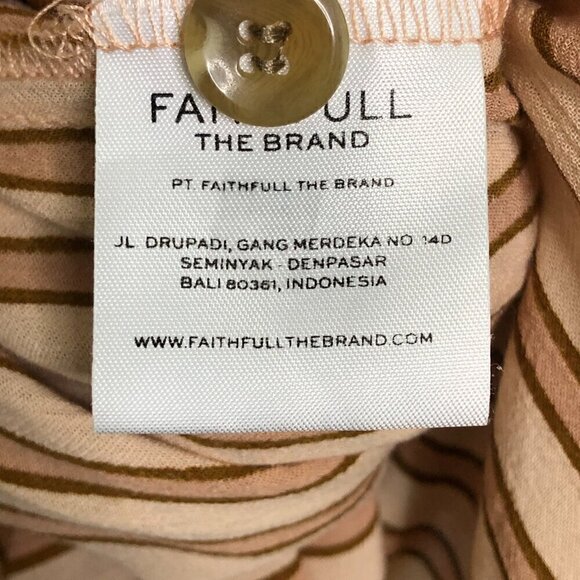 FAITHFULL
THE BRAND
PT. FAITHFULL THE BRAND
JL DRUPADI, GANG MERDEKA NO 14D
SEMINYAK - DENPASAR
BALI 80361, INDONESIA
WWW.FAITHFULLTHEBRAND.COM